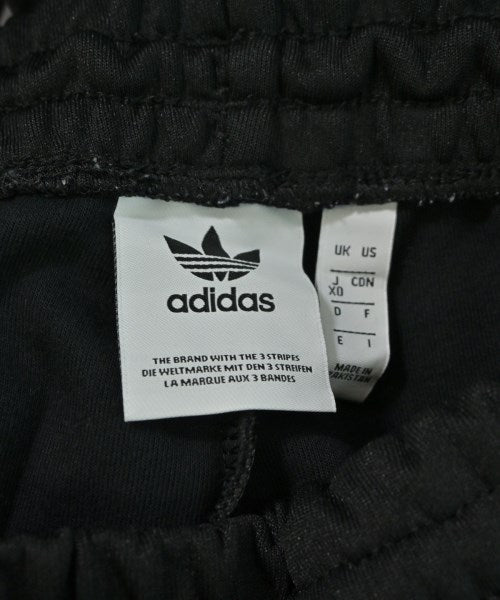 adidas
THE BRAND WITH THE 3 STRIPES
DIE WELTMARKE MIT DEN 3 STREIFEN
LA MARQUE AUX 3 BANDES
UK US
J CDN
XO
D F
E I
MADE IN
PAKISTAN